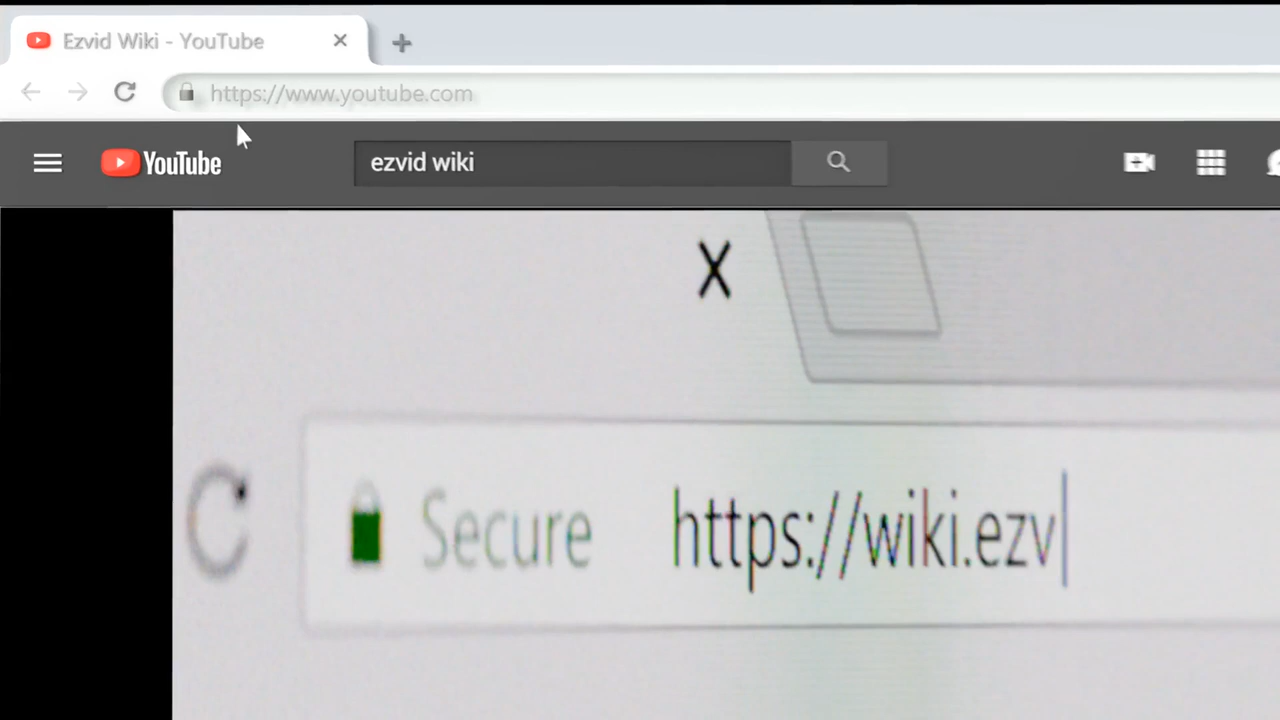 Ezvid Wiki - YouTube
https://www.youtube.com
YouTube
ezvid wiki
X
Secure https://wiki.ezv